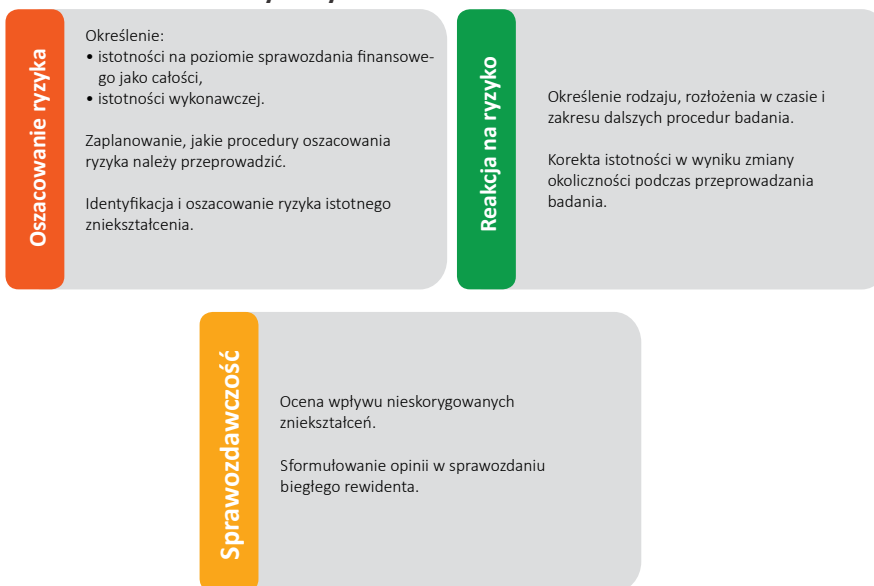 Oszacowanie ryzyka
Określenie:
• istotności na poziomie sprawozdania finansowe-
go jako całości,
• istotności wykonawczej.
Zaplanowanie, jakie procedury oszacowania
ryzyka należy przeprowadzić.
Identyfikacja i oszacowanie ryzyka istotnego
zniekształcenia.
Reakcja na ryzyko
Określenie rodzaju, rozłożenia w czasie i
zakresu dalszych procedur badania.
Korekta istotności w wyniku zmiany
okoliczności podczas przeprowadzania
badania.
Sprawozdawczość
Ocena wpływu nieskorygowanych
zniekształceń.
Sformułowanie opinii w sprawozdaniu
biegłego rewidenta.